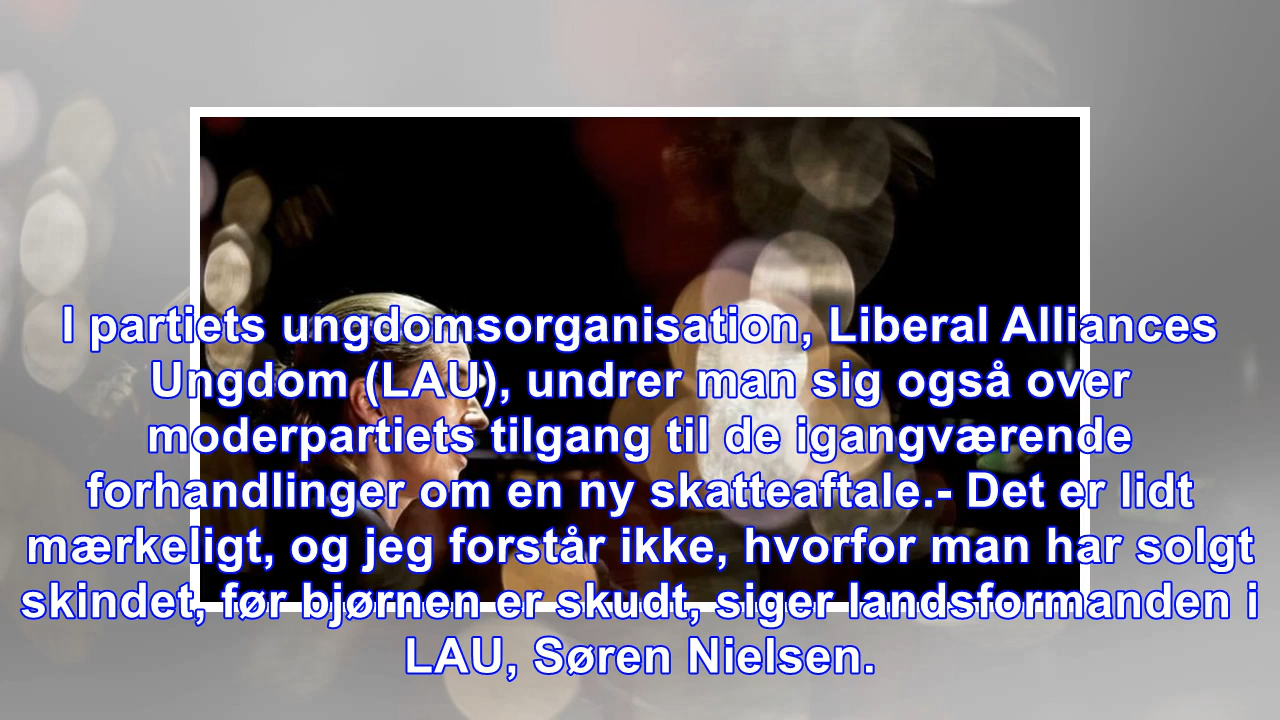 I partiets ungdomsorganisation, Liberal Alliances
Ungdom (LAU), undrer man sig også over
moderpartiets tilgang til de igangværende
forhandlinger om en ny skatteaftale.- Det er lidt
mærkeligt, og jeg forstår ikke, hvorfor man har solgt
skindet, før bjørnen er skudt, siger landsformanden i
LAU, Søren Nielsen.